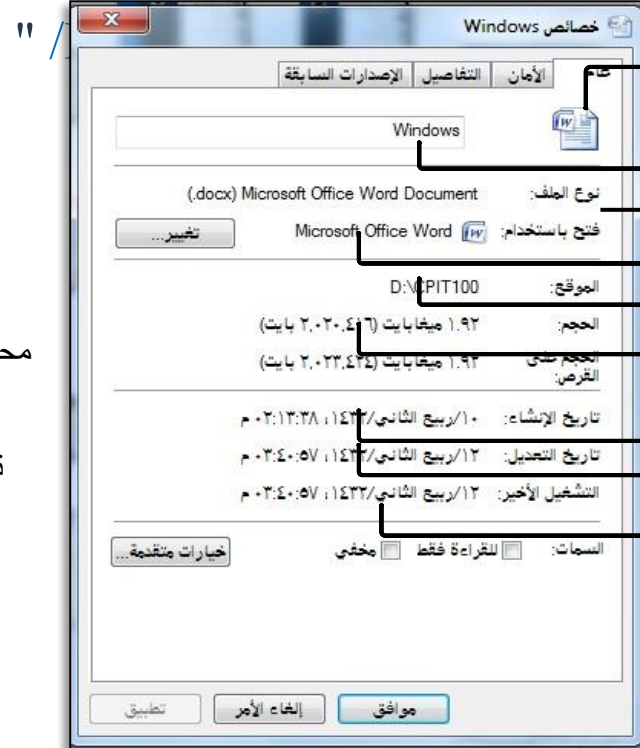 خصائص Windows
عام الأمان التفاصيل الإصدارات السابقة
Windows
نوع الملف: Microsoft Office Word Document (.docx)
فتح باستخدام: Microsoft Office Word تغيير...
الموقع: D:\CPIT100
الحجم: ١.٩٢ ميغابايت (٢,٠٢٠,٤١٦ بايت)
الحجم على القرص: ١.٩٢ ميغابايت (٢,٠٢٣,٤٢٤ بايت)
تاريخ الإنشاء: ١٠/ربيع الثاني/١٤٣٢، ٠٢:١٣:٣٨ م
تاريخ التعديل: ١٢/ربيع الثاني/١٤٣٢، ٠٣:٤٠:٥٧ م
التشغيل الأخير: ١٢/ربيع الثاني/١٤٣٢، ٠٣:٤٠:٥٧ م
السمات: للقراءة فقط مخفي خيارات متقدمة...
موافق إلغاء الأمر تطبيق